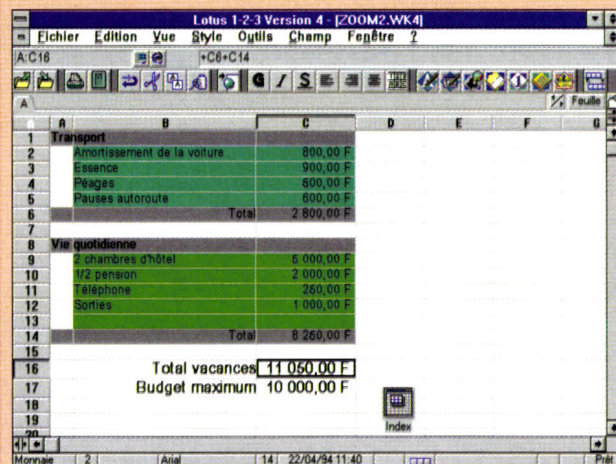 Lotus 1-2-3 Version 4 - [ZOOM2.WK4]
Fichier Edition Vue Style Outils Champ Fenêtre ?
A:C16 +C6+C14
G I S
A Feuille
A B C D E F G
1 Transport
2 Amortissement de la voiture 800,00 F
3 Essence 900,00 F
4 Péages
5 Pauses autoroute
6 Total 2 800,00 F
7
8 Vie quotidienne
9 2 chambres d'hôtel 5 000,00 F
10 1/2 pension 2 000,00 F
11 Téléphone 250,00 F
12 Sorties 1 000,00 F
13
14 Total 8 250,00 F
15
16 Total vacances 11 050,00 F
17 Budget maximum 10 000,00 F
18
19
20
Index
Monnaie 2 Arial 14 22/04/94 11:40